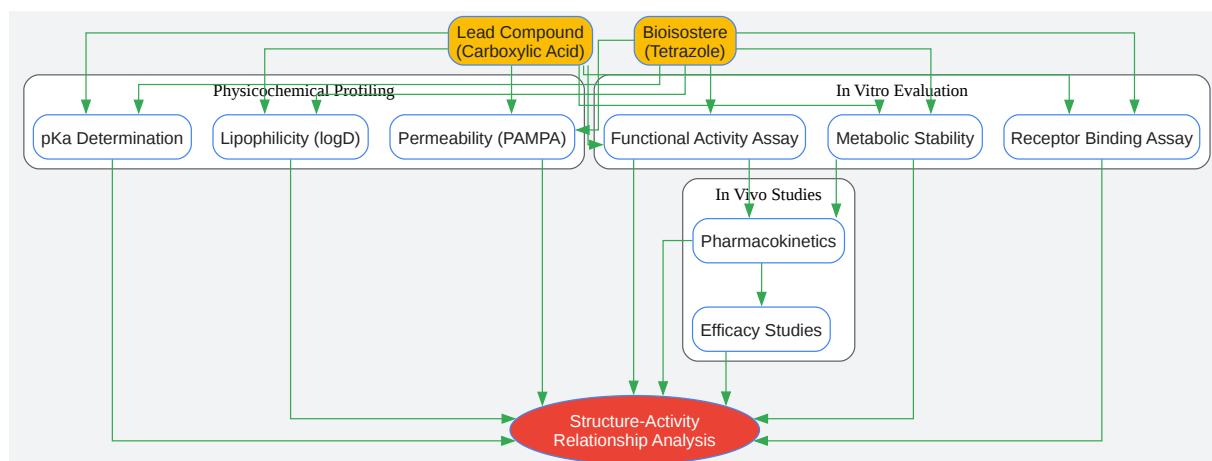 Lead Compound
(Carboxylic Acid)
Bioisostere
(Tetrazole)
Physicochemical Profiling
In Vitro Evaluation
pKa Determination
Lipophilicity (logD)
Permeability (PAMPA)
Functional Activity Assay
Metabolic Stability
Receptor Binding Assay
In Vivo Studies
Pharmacokinetics
Efficacy Studies
Structure-Activity
Relationship Analysis